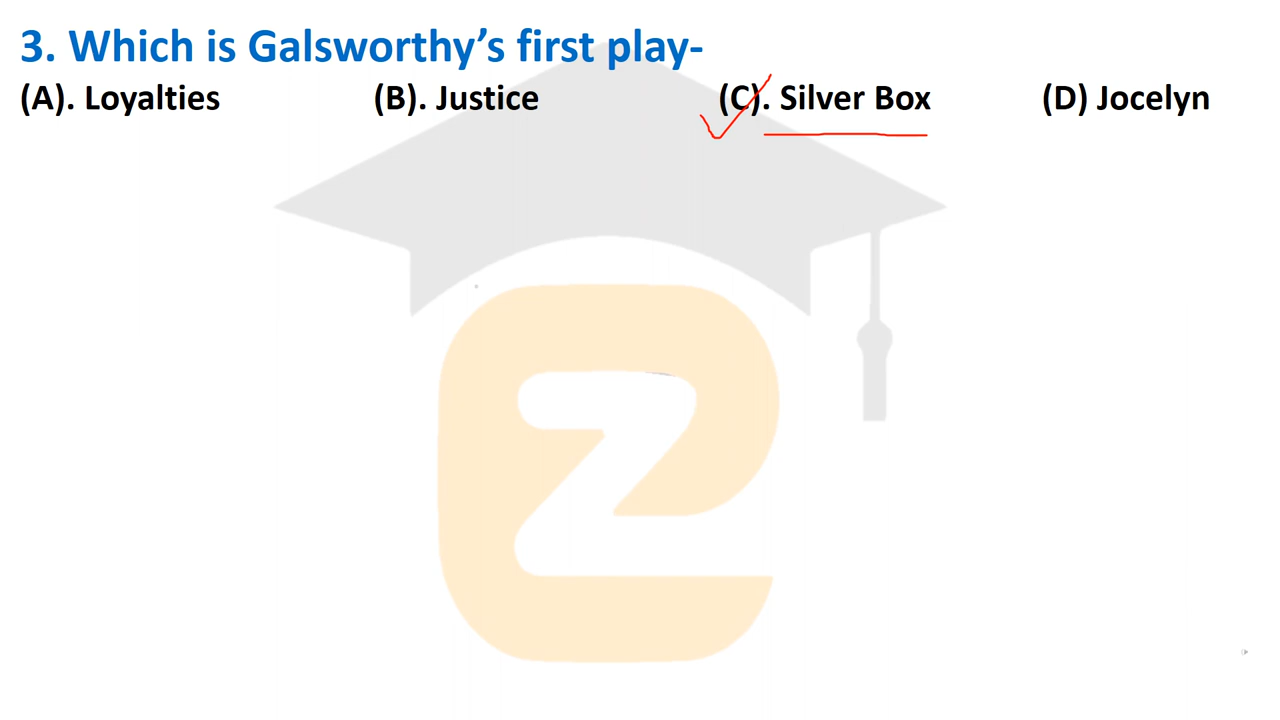 3. Which is Galsworthy’s first play-
(A). Loyalties (B). Justice (C). Silver Box (D) Jocelyn